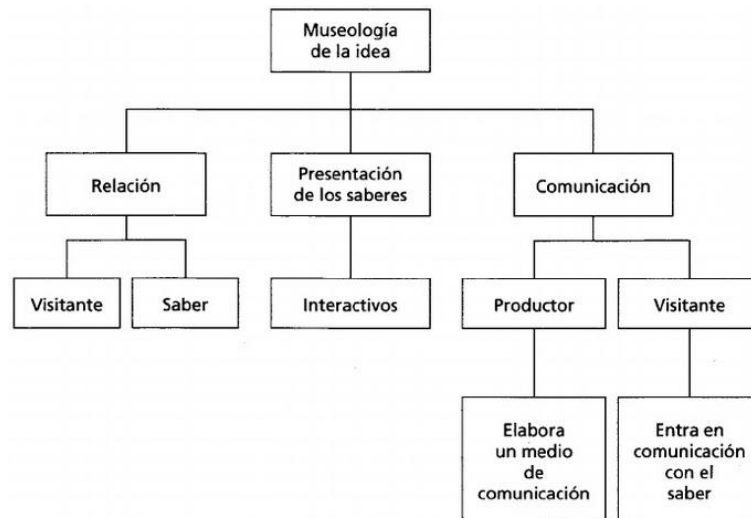 Museología
de la idea
Relación
Presentación
de los saberes
Comunicación
Visitante
Saber
Interactivos
Productor
Visitante
Elabora
un medio
de
comunicación
Entra en
comunicación
con el
saber